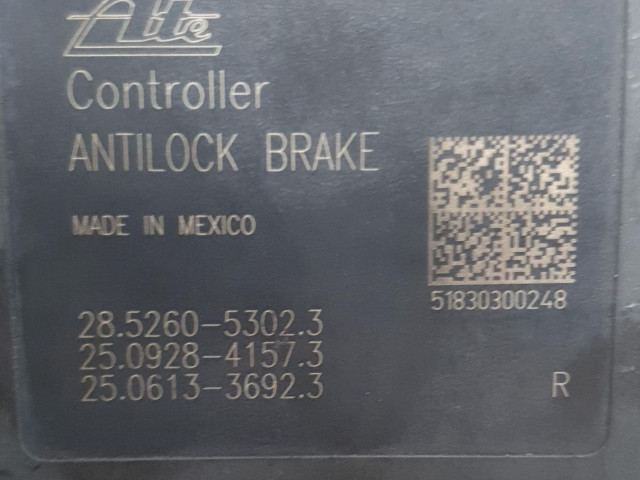 Ate
Controller
ANTILOCK BRAKE
MADE IN MEXICO
51830300248
28.5260-5302.3
25.0928-4157.3
25.0613-3692.3
R